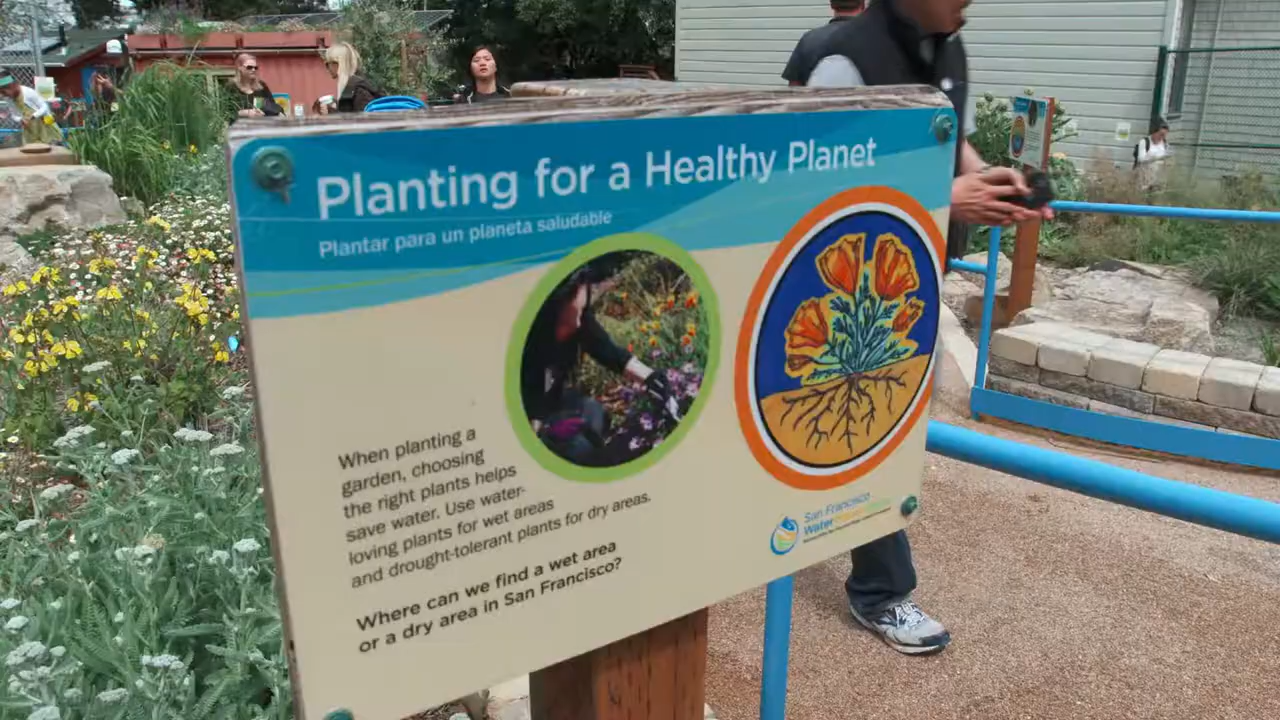 Planting for a Healthy Planet
Plantar para un planeta saludable
When planting a
garden, choosing
the right plants helps
save water. Use water-
loving plants for wet areas
and drought-tolerant plants for dry areas.
Where can we find a wet area
or a dry area in San Francisco?
San Francisco
Water